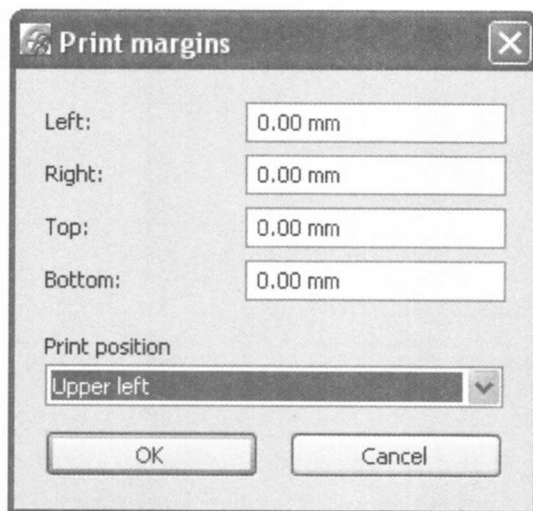 Print margins
Left: 0.00 mm
Right: 0.00 mm
Top: 0.00 mm
Bottom: 0.00 mm
Print position
Upper left
OK Cancel